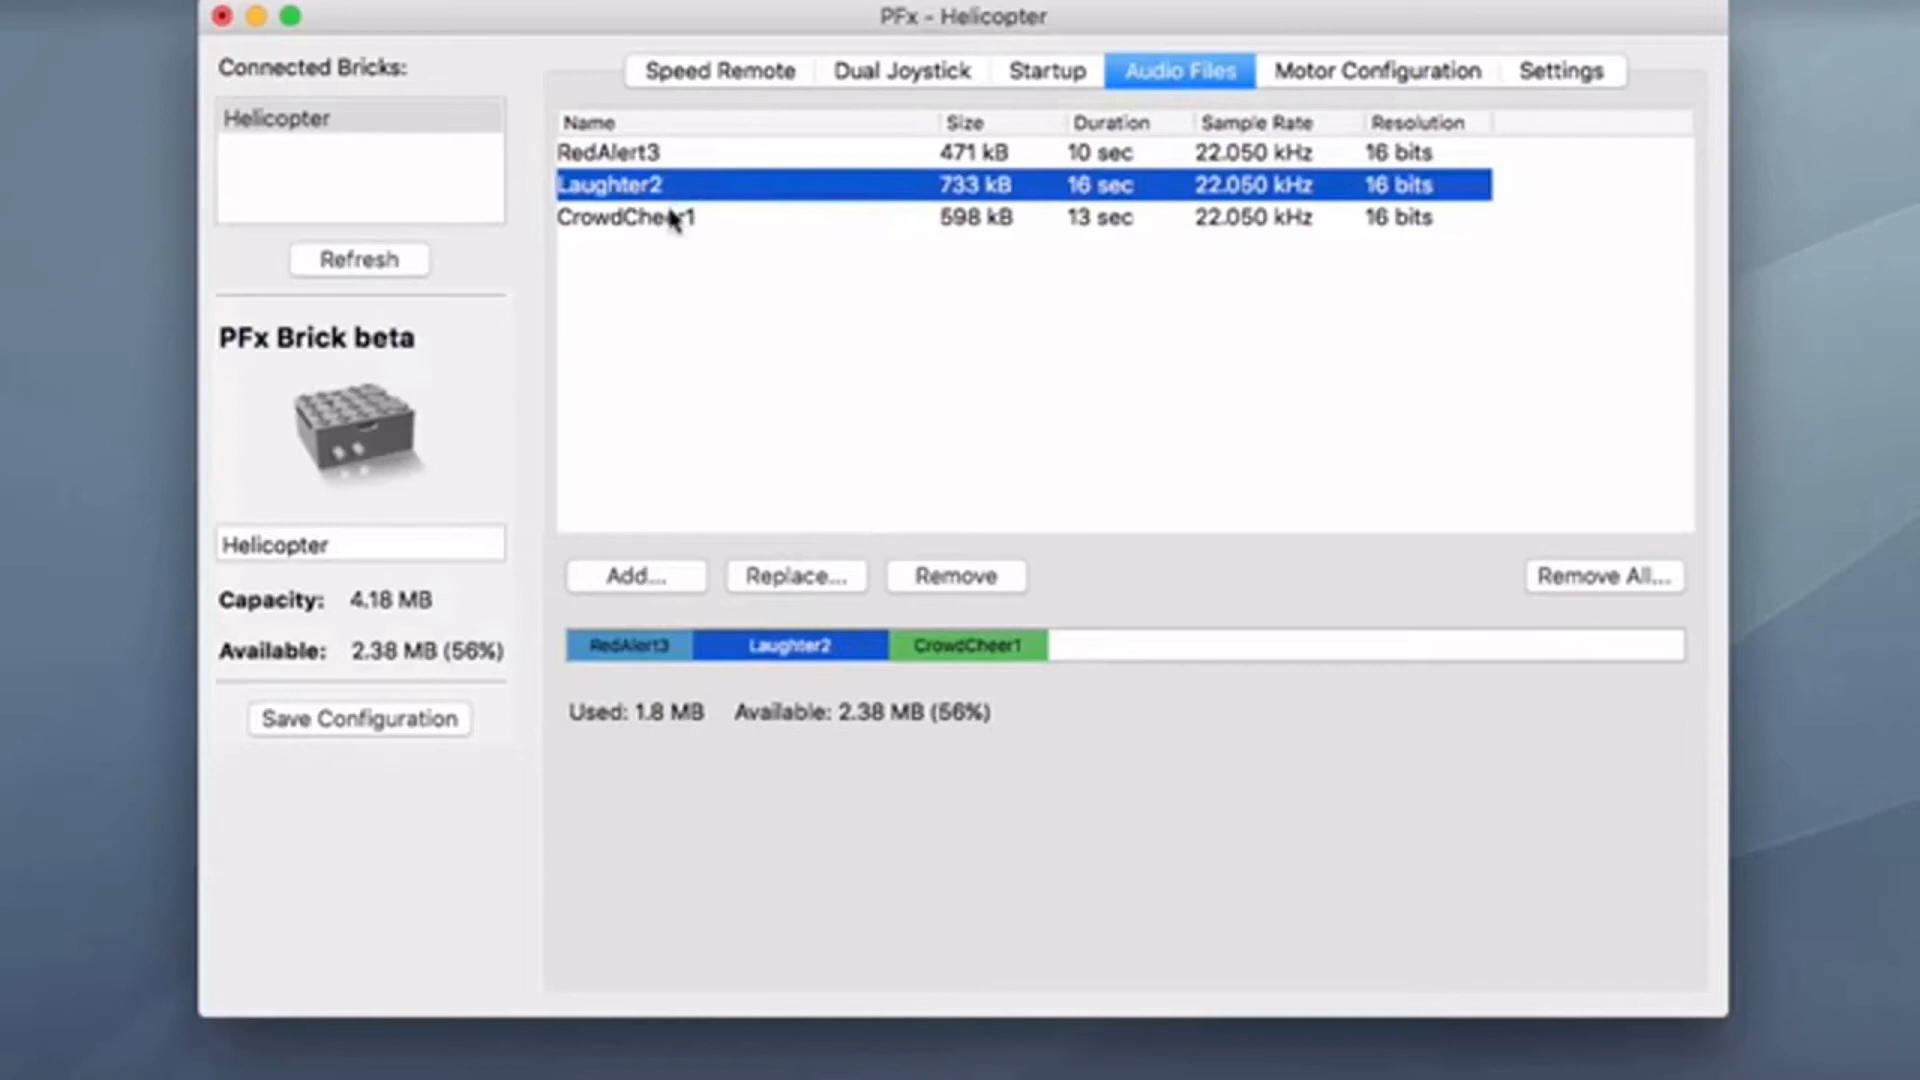 PFx - Helicopter
Connected Bricks:
Helicopter
Refresh
PFx Brick beta
Helicopter
Capacity: 4.18 MB
Available: 2.38 MB (56%)
Save Configuration
Speed Remote Dual Joystick Startup Audio Files Motor Configuration Settings
Name Size Duration Sample Rate Resolution
RedAlert3 471 kB 10 sec 22.050 kHz 16 bits
Laughter2 733 kB 16 sec 22.050 kHz 16 bits
CrowdCheer1 598 kB 13 sec 22.050 kHz 16 bits
Add... Replace... Remove Remove All...
RedAlert3 Laughter2 CrowdCheer1
Used: 1.8 MB Available: 2.38 MB (56%)